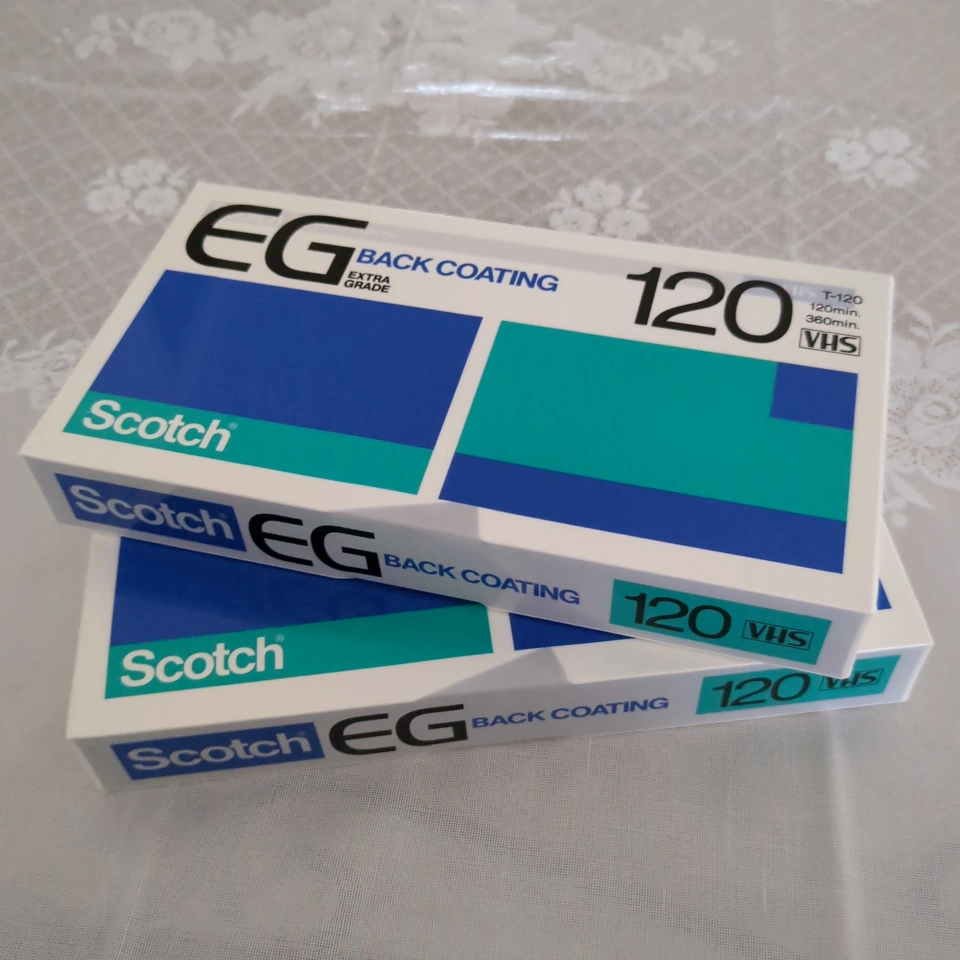 EG BACK COATING
EXTRA
GRADE
120
T-120
120min.
360min.
VHS
Scotch®
Scotch® EG BACK COATING 120 VHS
Scotch®
Scotch® EG BACK COATING 120 VHS